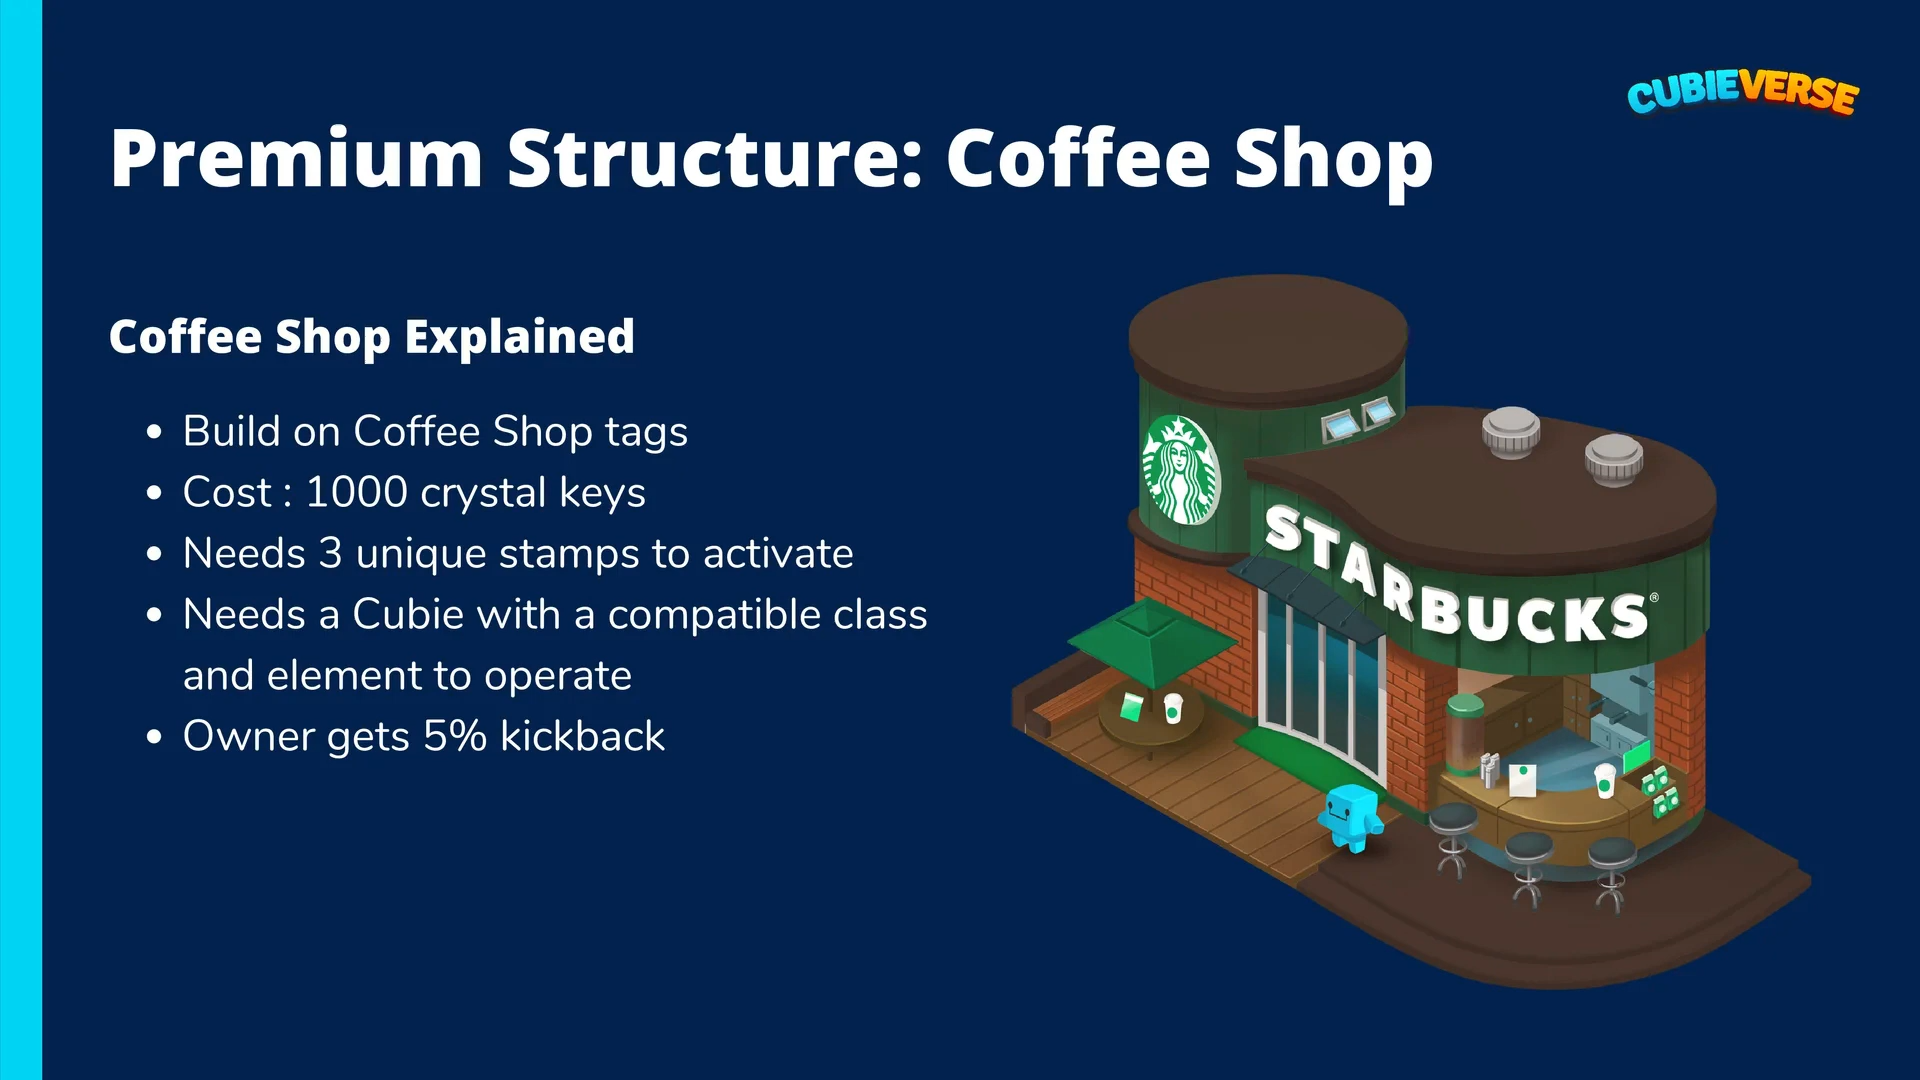 CUBIEVERSE
Premium Structure: Coffee Shop
Coffee Shop Explained
• Build on Coffee Shop tags
• Cost : 1000 crystal keys
• Needs 3 unique stamps to activate
• Needs a Cubie with a compatible class
and element to operate
• Owner gets 5% kickback
STARBUCKS®